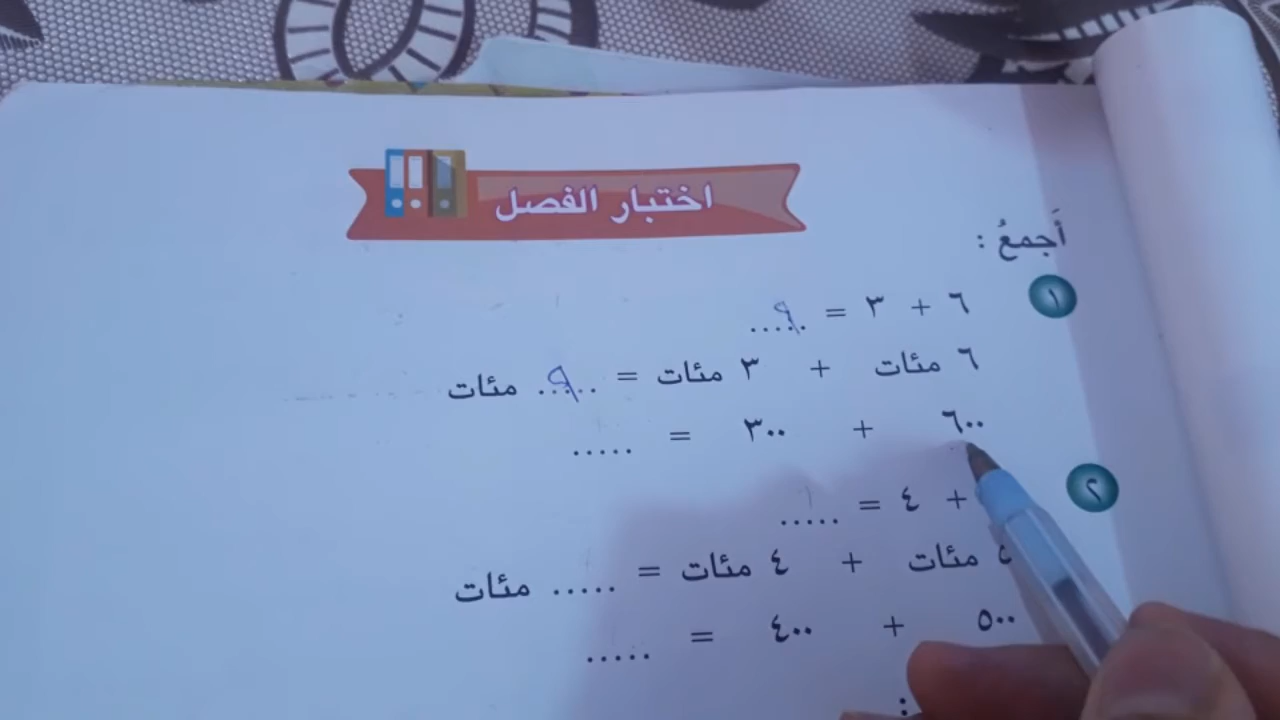 اختبار الفصل
أَجمعُ :
١ ٦ + ٣ = ٩
٦ مئات + ٣ مئات = ٩ مئات
٦٠٠ + ٣٠٠ = .....
٢ + ٤ = .....
مئات + ٤ مئات = ..... مئات
٥٠٠ + ٤٠٠ = .....